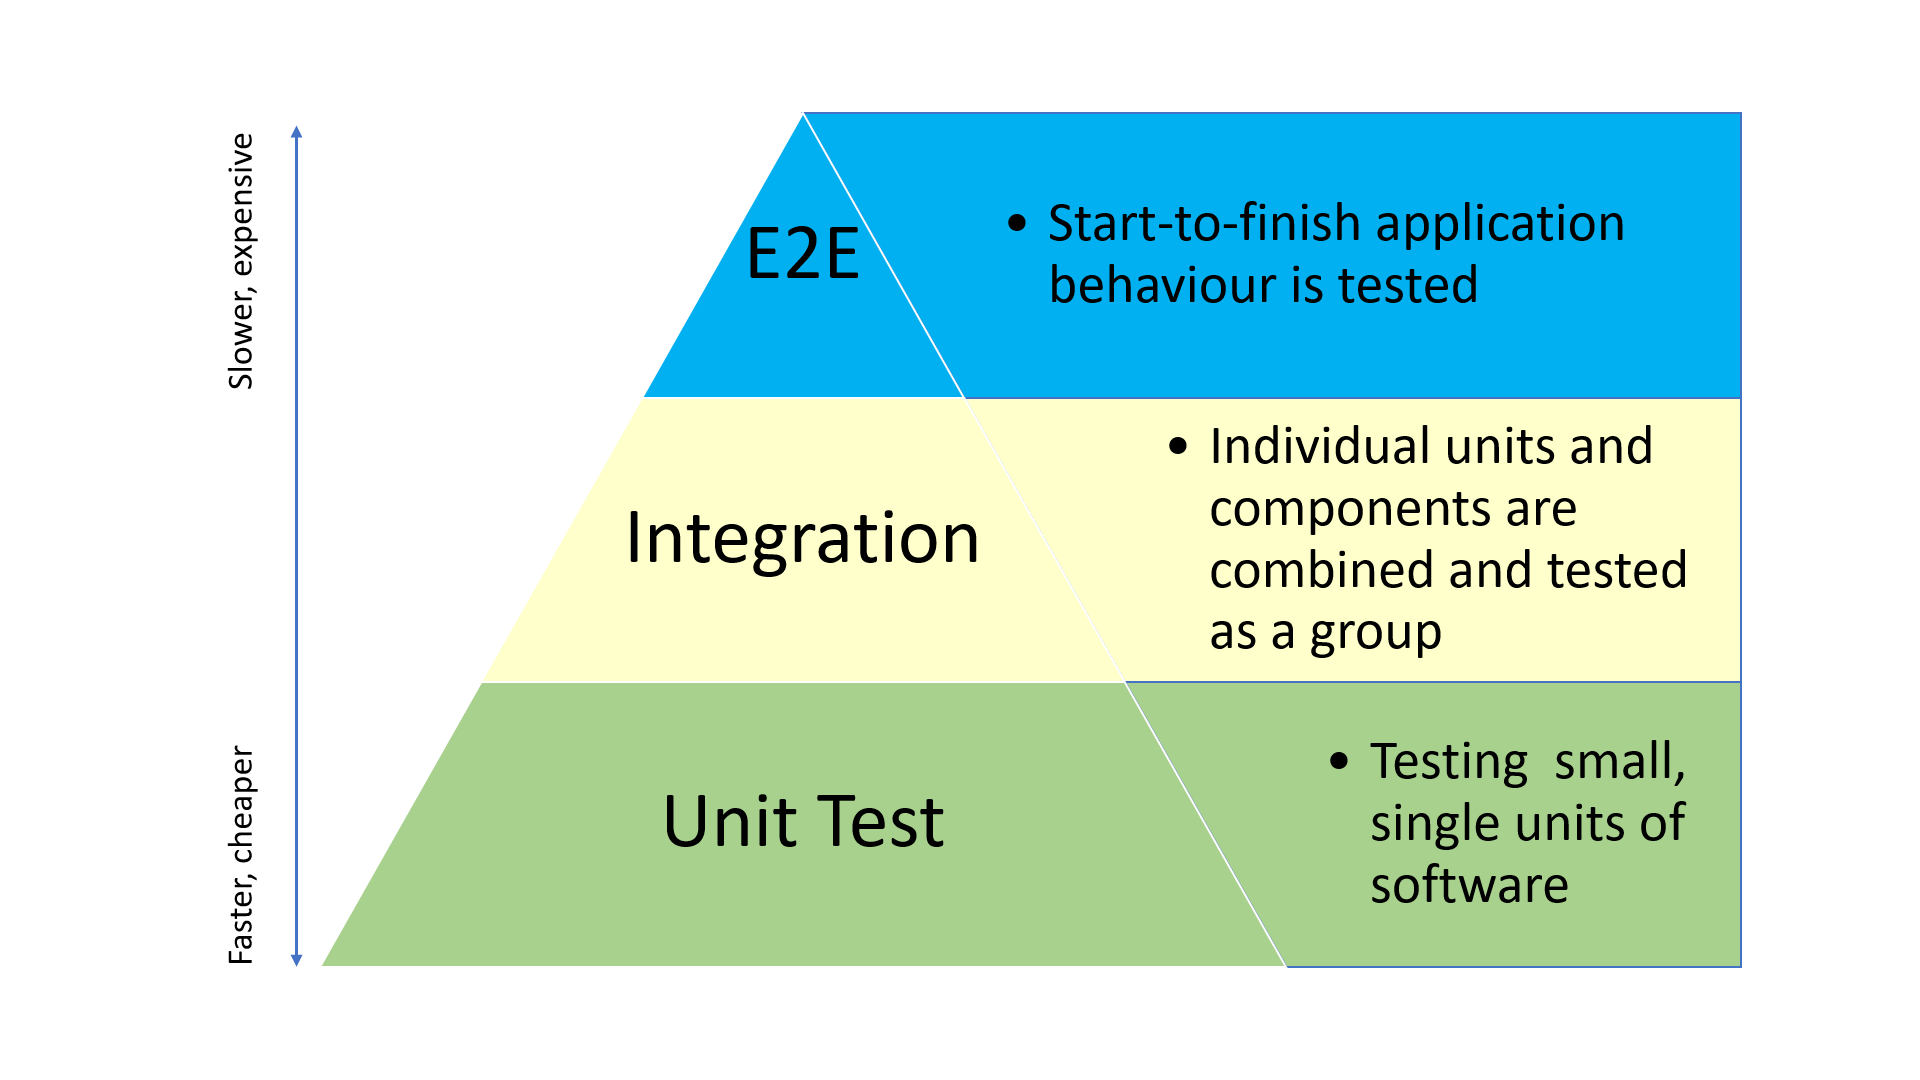 Slower, expensive
Faster, cheaper
E2E
• Start-to-finish application
behaviour is tested
Integration
• Individual units and
components are
combined and tested
as a group
Unit Test
• Testing  small,
single units of
software